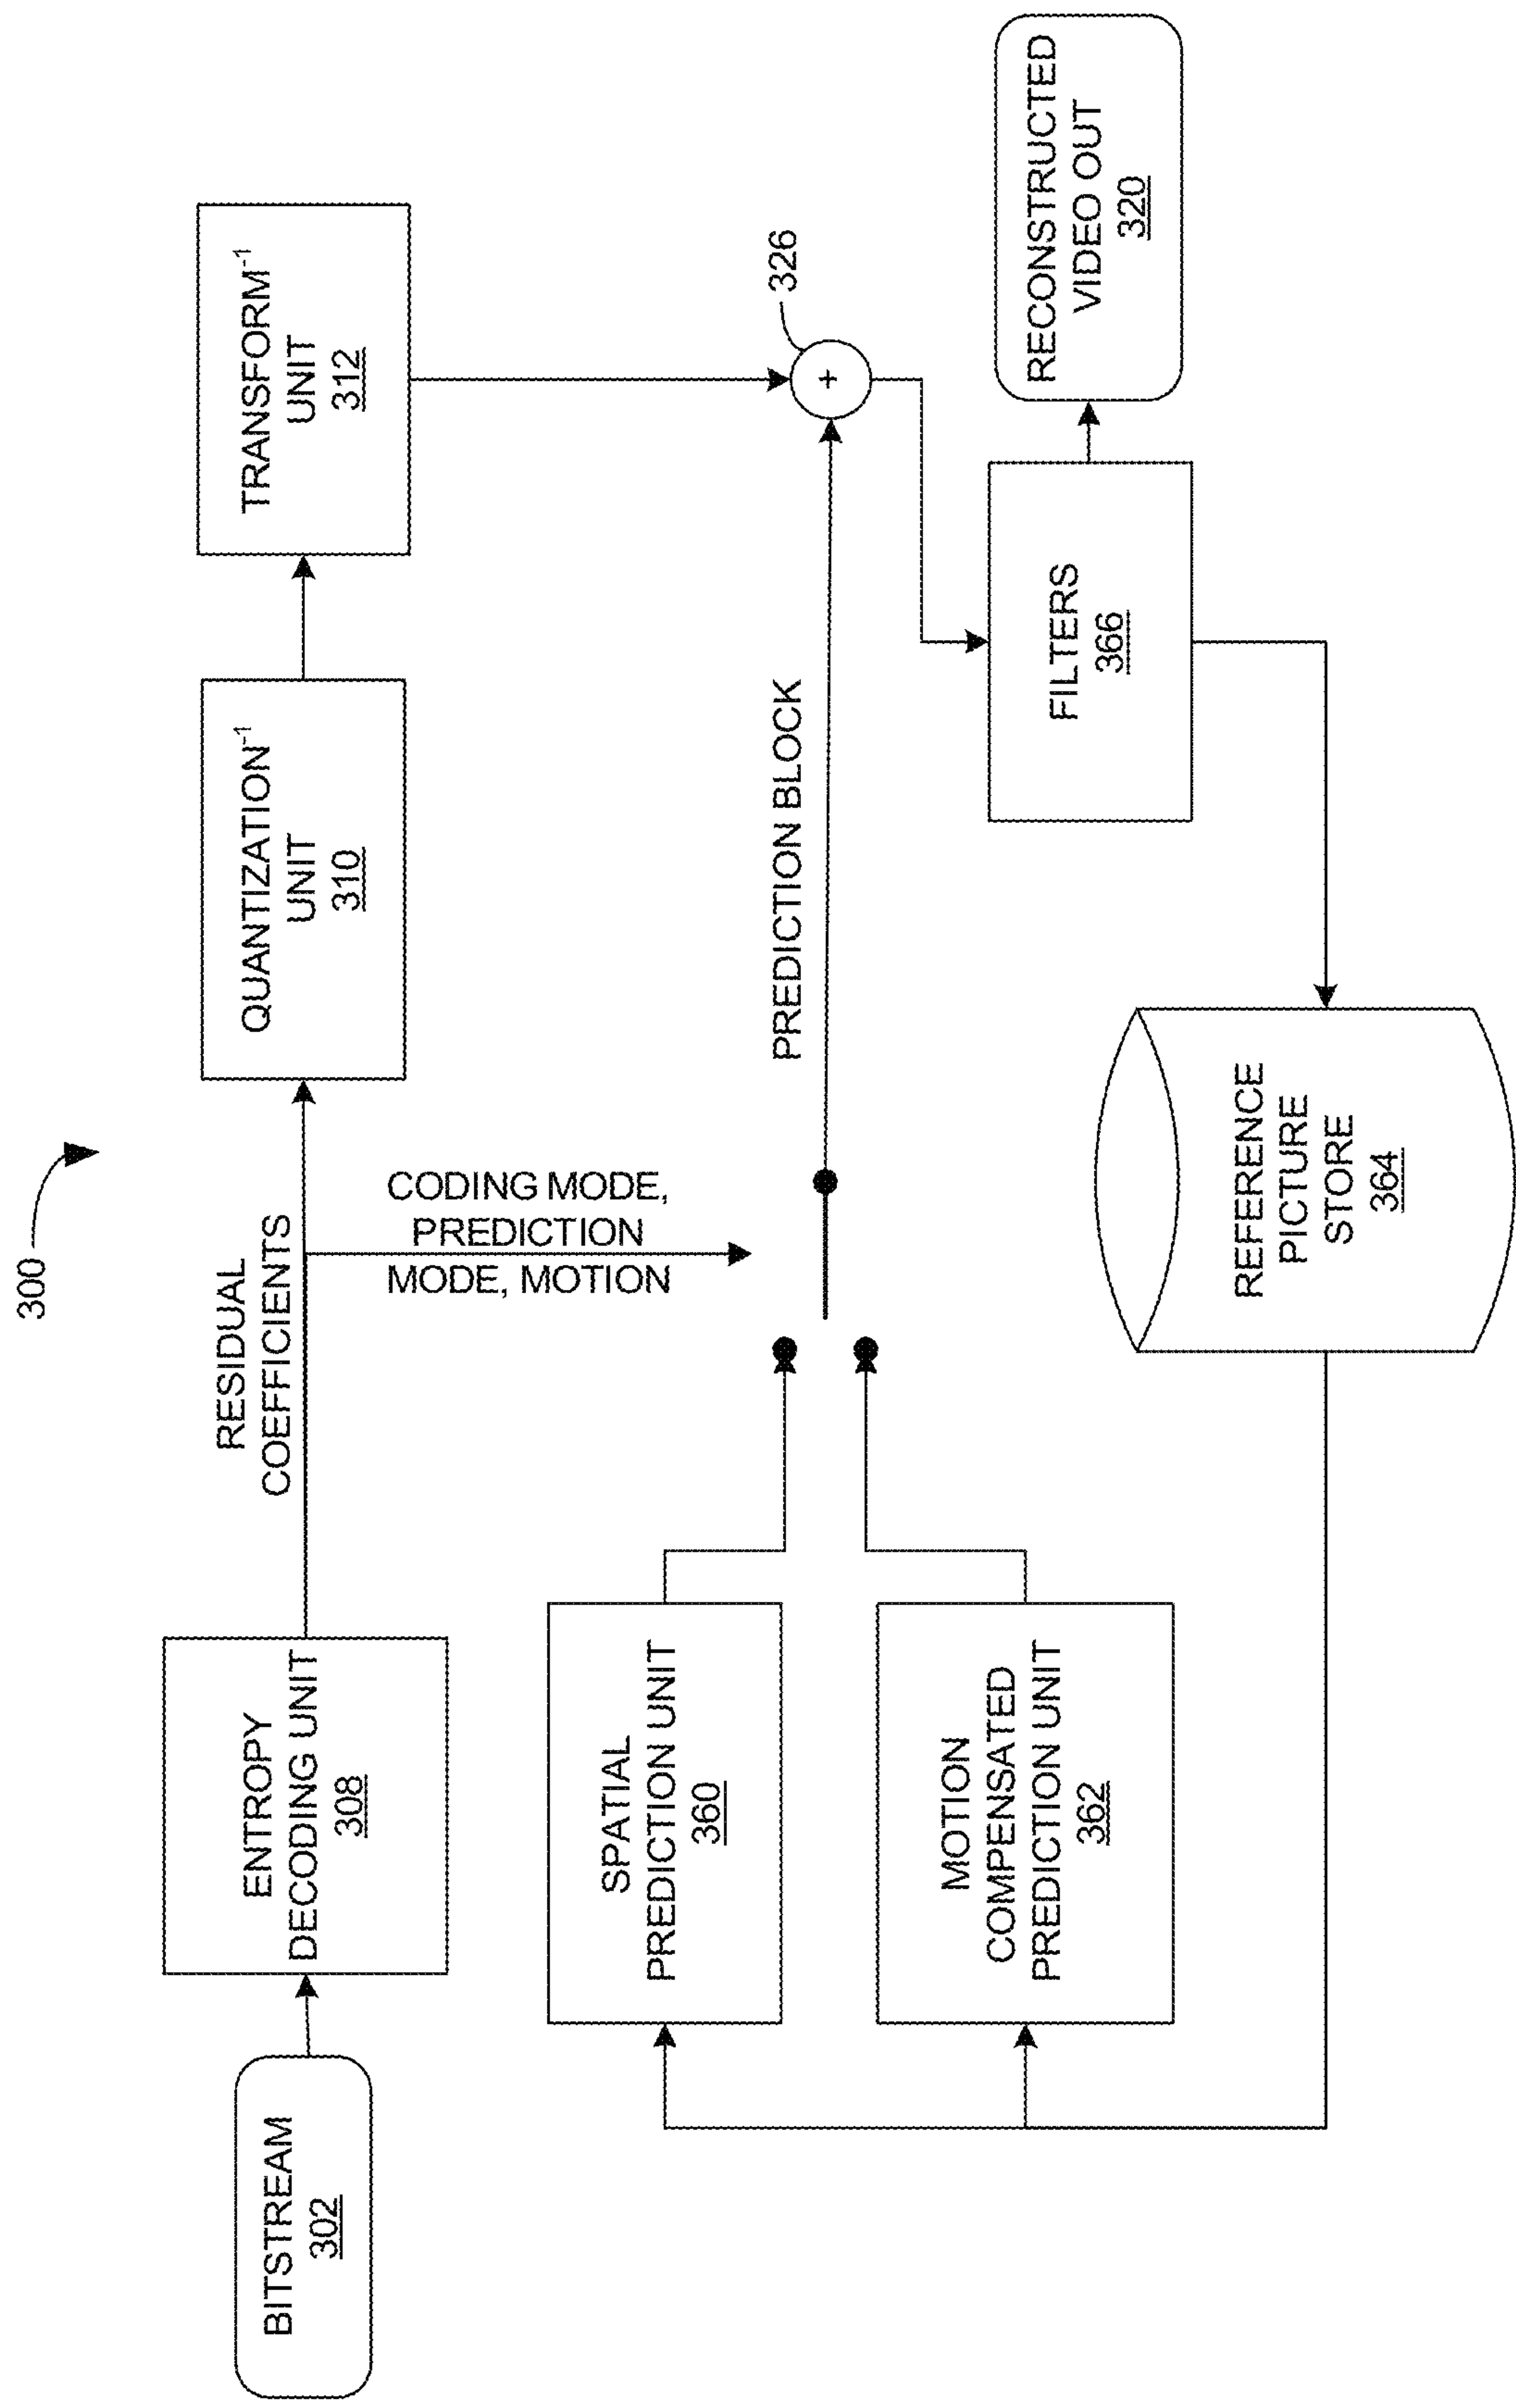 300
BITSTREAM
302
ENTROPY
DECODING UNIT
308
RESIDUAL
COEFFICIENTS
QUANTIZATION-1
UNIT
310
TRANSFORM-1
UNIT
312
CODING MODE,
PREDICTION
MODE, MOTION
SPATIAL
PREDICTION UNIT
360
MOTION
COMPENSATED
PREDICTION UNIT
362
PREDICTION BLOCK
+
326
FILTERS
366
RECONSTRUCTED
VIDEO OUT
320
REFERENCE
PICTURE
STORE
364